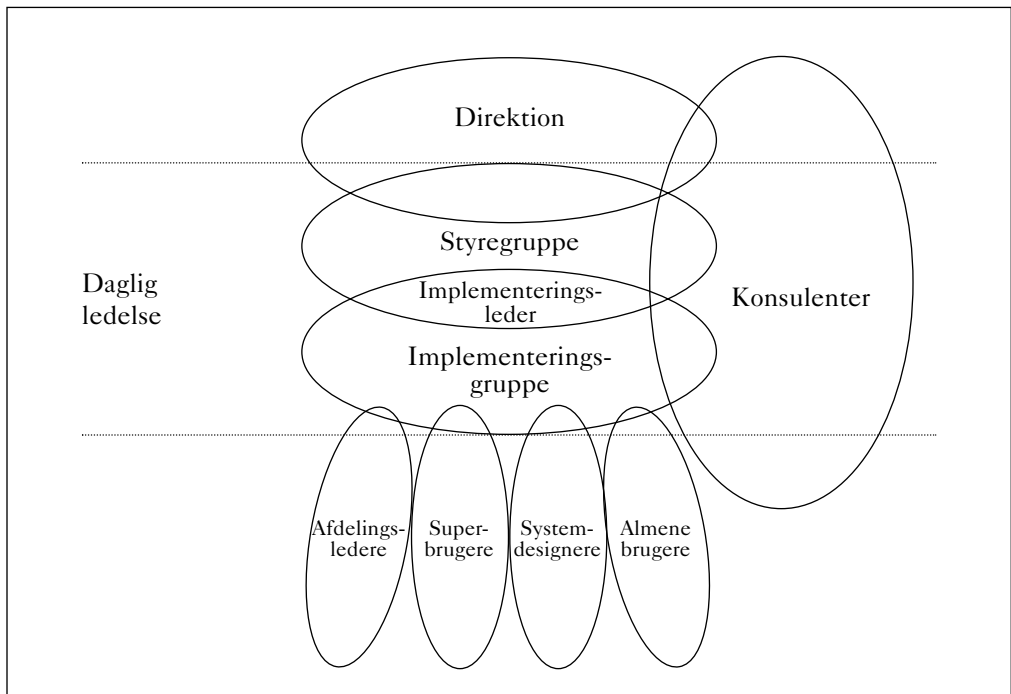 Direktion
Styregruppe
Implementerings-
leder
Daglig
ledelse
Konsulenter
Implementerings-
gruppe
Afdelings-
ledere
Super-
brugere
System-
designere
Almene
brugere